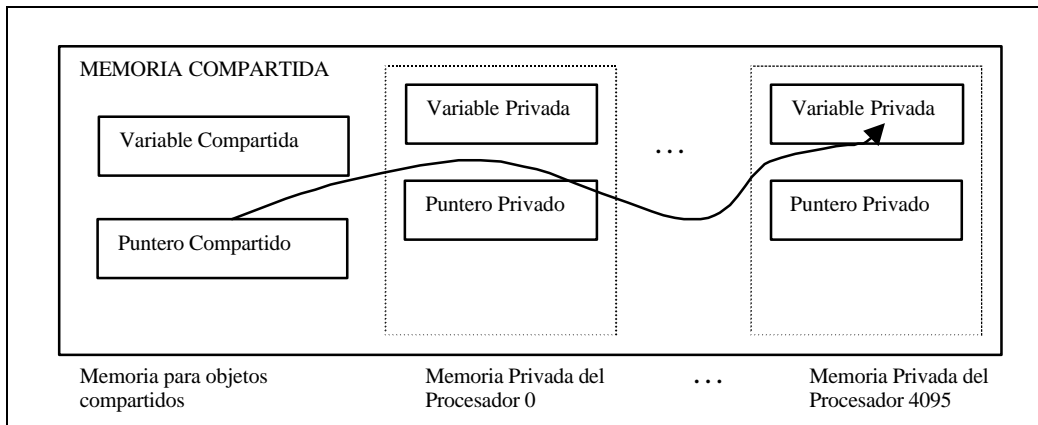 MEMORIA COMPARTIDA
Variable Compartida
Puntero Compartido
Variable Privada
Puntero Privado
...
Variable Privada
Puntero Privado
Memoria para objetos
compartidos
Memoria Privada del
Procesador 0
...
Memoria Privada del
Procesador 4095